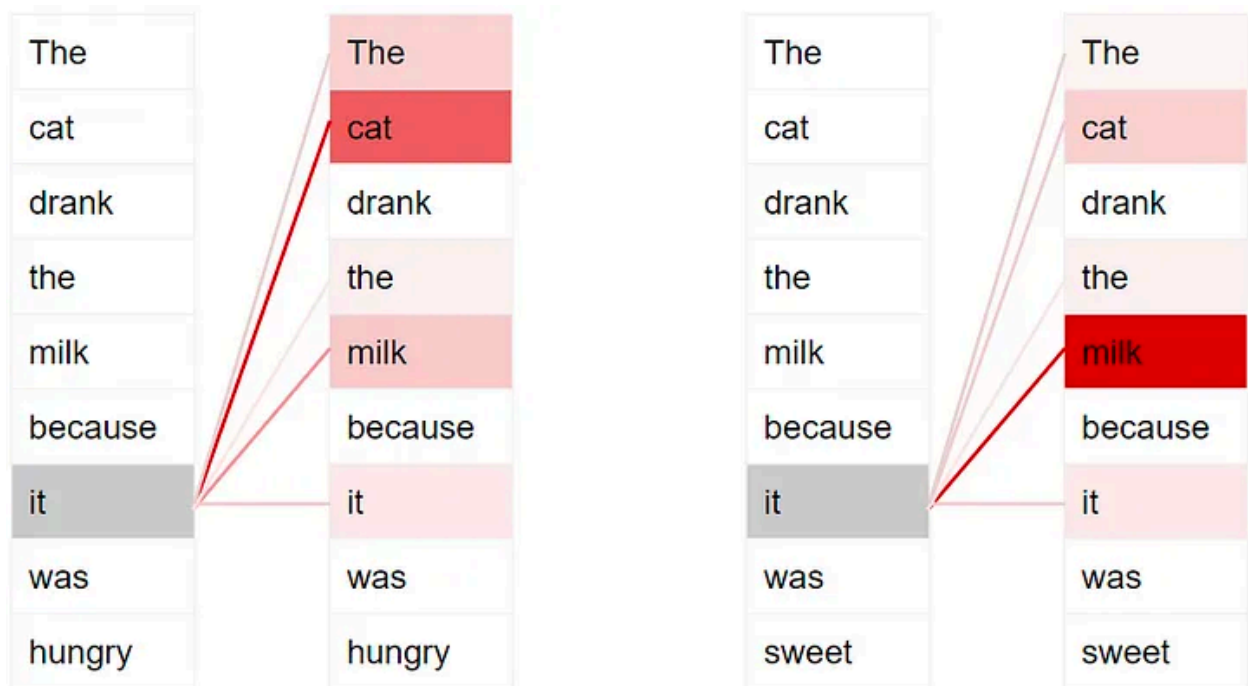 The The The The
cat cat cat cat
drank drank drank drank
the the the the
milk milk milk milk
because because because because
it it it it
was was was was
hungry hungry sweet sweet